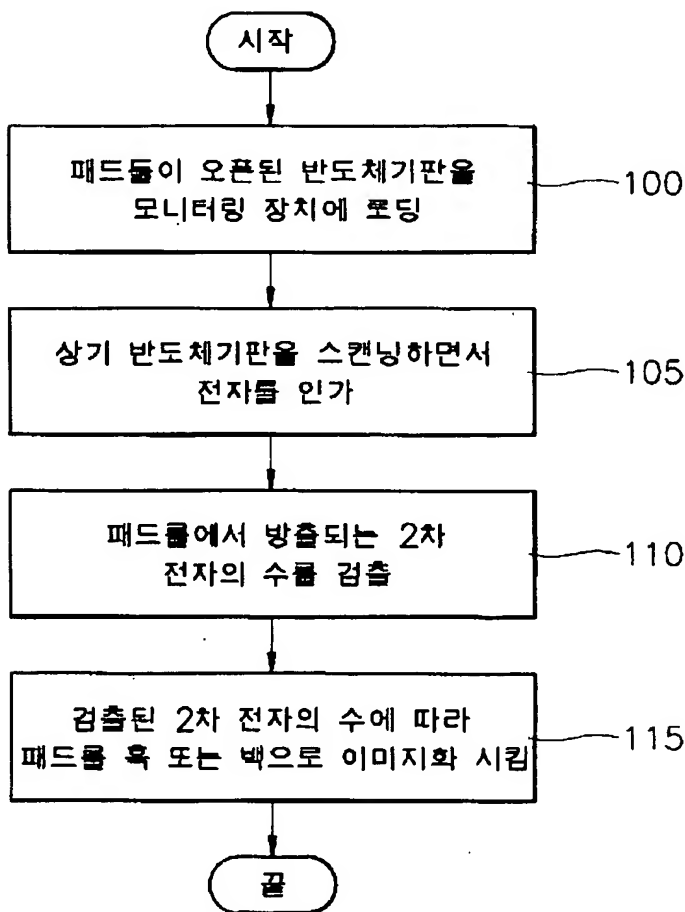 시작
패드들이 오픈된 반도체기판을
모니터링 장치에 로딩
100
상기 반도체기판을 스캔닝하면서
전자를 인가
105
패드들에서 방출되는 2차
전자의 수를 검출
110
검출된 2차 전자의 수에 따라
패드를 흑 또는 백으로 이미지화 시킴
115
끝